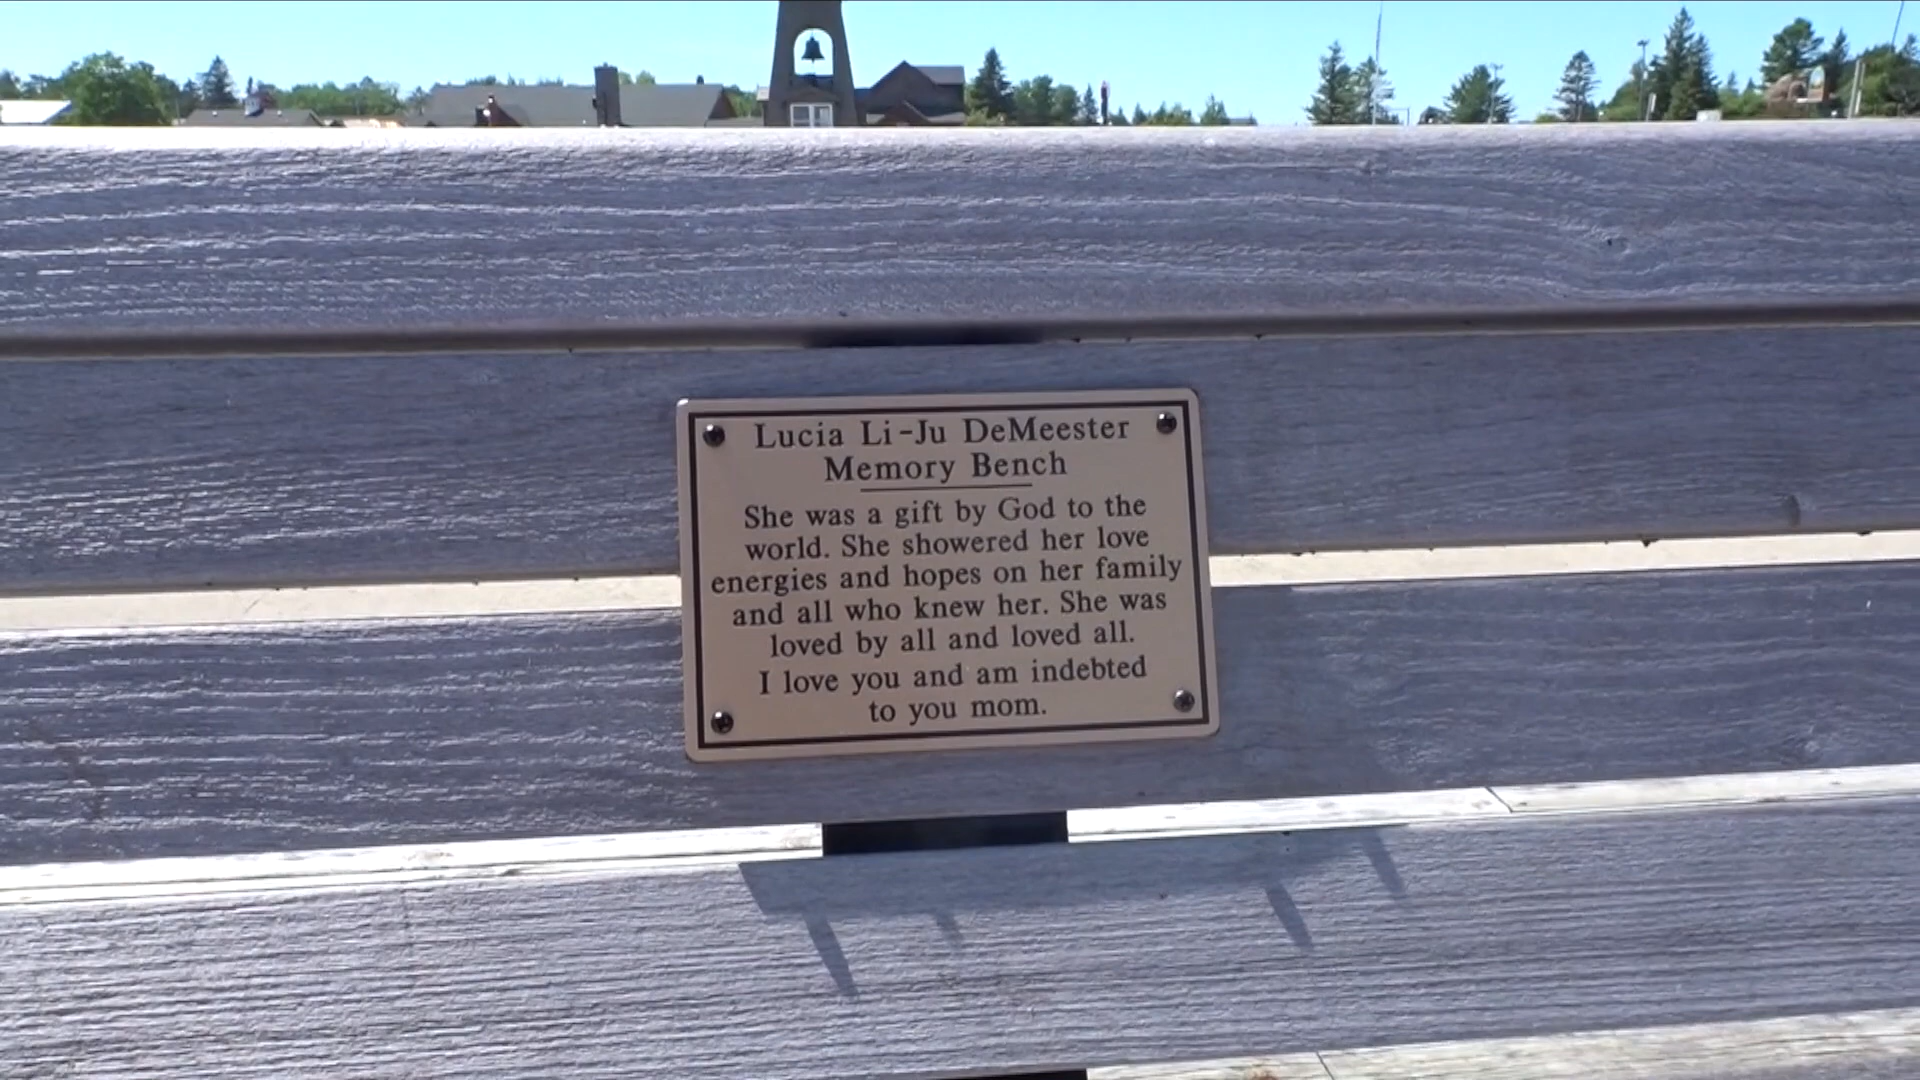 Lucia Li-Ju DeMeester
Memory Bench
She was a gift by God to the
world. She showered her love
energies and hopes on her family
and all who knew her. She was
loved by all and loved all.
I love you and am indebted
to you mom.